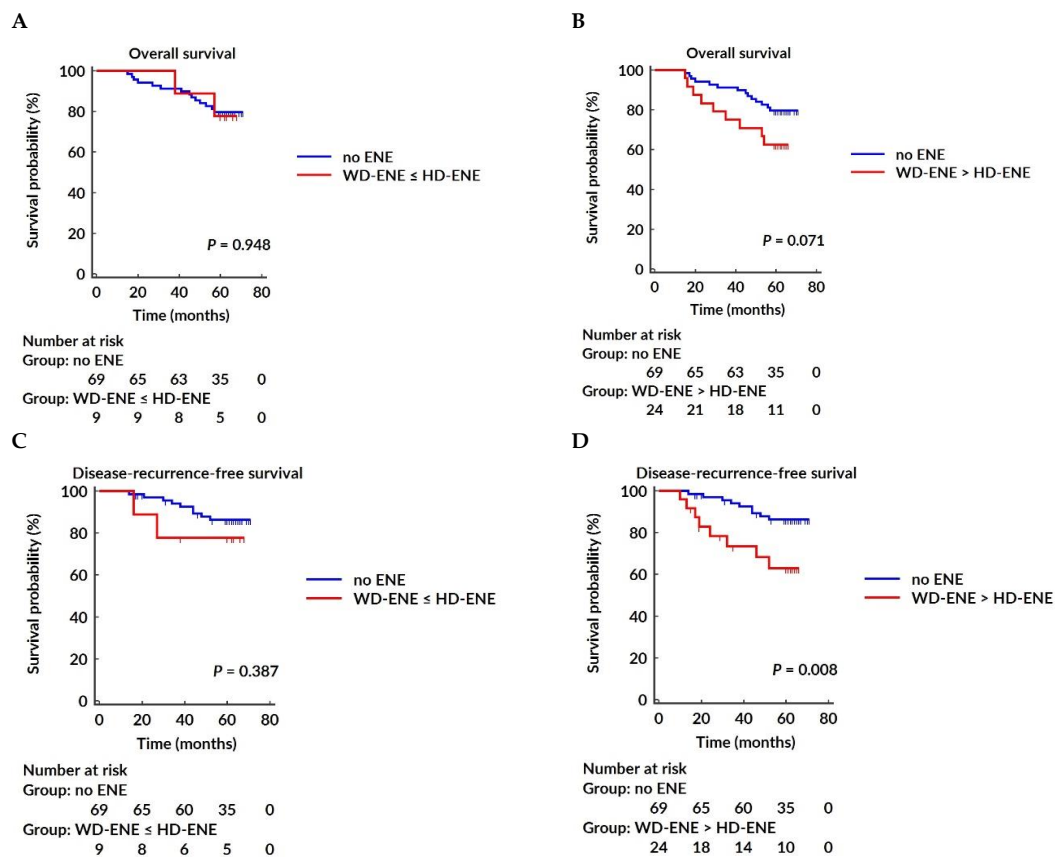 A
Overall survival
Survival probability (%)
100
80
60
40
20
0
0 20 40 60 80
Time (months)
P = 0.948
no ENE
WD-ENE ≤ HD-ENE
Number at risk
Group: no ENE
69 65 63 35 0
Group: WD-ENE ≤ HD-ENE
9 9 8 5 0
B
Overall survival
Survival probability (%)
100
80
60
40
20
0
0 20 40 60 80
Time (months)
P = 0.071
no ENE
WD-ENE > HD-ENE
Number at risk
Group: no ENE
69 65 63 35 0
Group: WD-ENE > HD-ENE
24 21 18 11 0
C
Disease-recurrence-free survival
Survival probability (%)
100
80
60
40
20
0
0 20 40 60 80
Time (months)
P = 0.387
no ENE
WD-ENE ≤ HD-ENE
Number at risk
Group: no ENE
69 65 60 35 0
Group: WD-ENE ≤ HD-ENE
9 8 6 5 0
D
Disease-recurrence-free surival
Survival probability (%)
100
80
60
40
20
0
0 20 40 60 80
Time (months)
P = 0.008
no ENE
WD-ENE > HD-ENE
Number at risk
Group: no ENE
69 65 60 35 0
Group: WD-ENE > HD-ENE
24 18 14 10 0